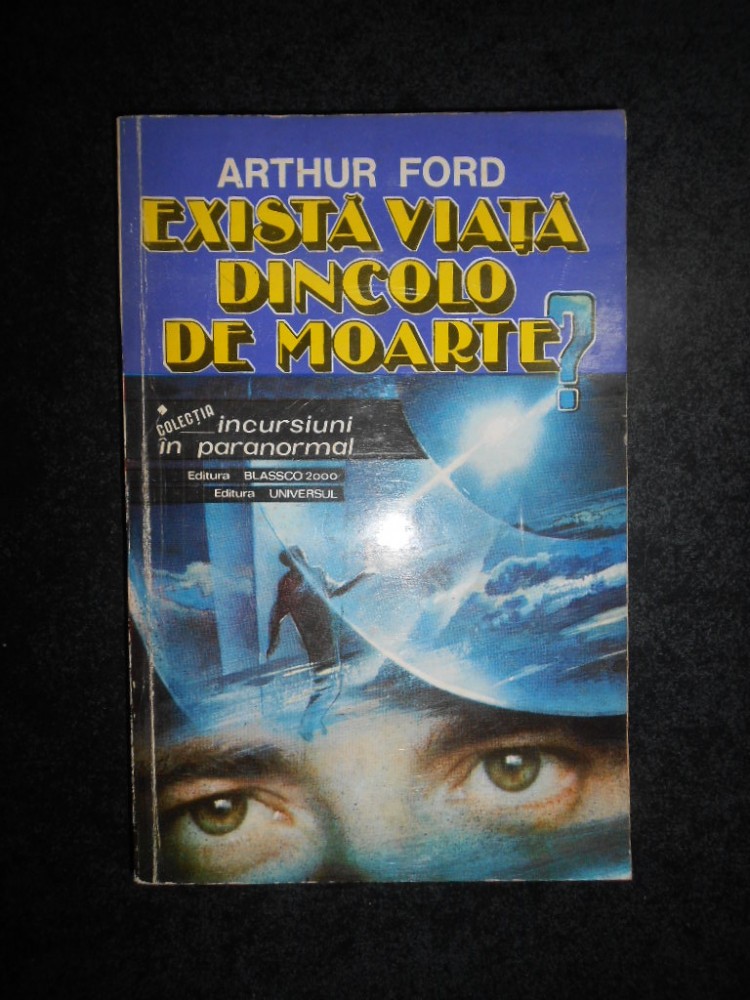 ARTHUR FORD
EXISTĂ VIAȚĂ
DINCOLO
DE MOARTE?
COLECȚIA incursiuni
în paranormal
Editura BLASSCO 2000
Editura UNIVERSUL